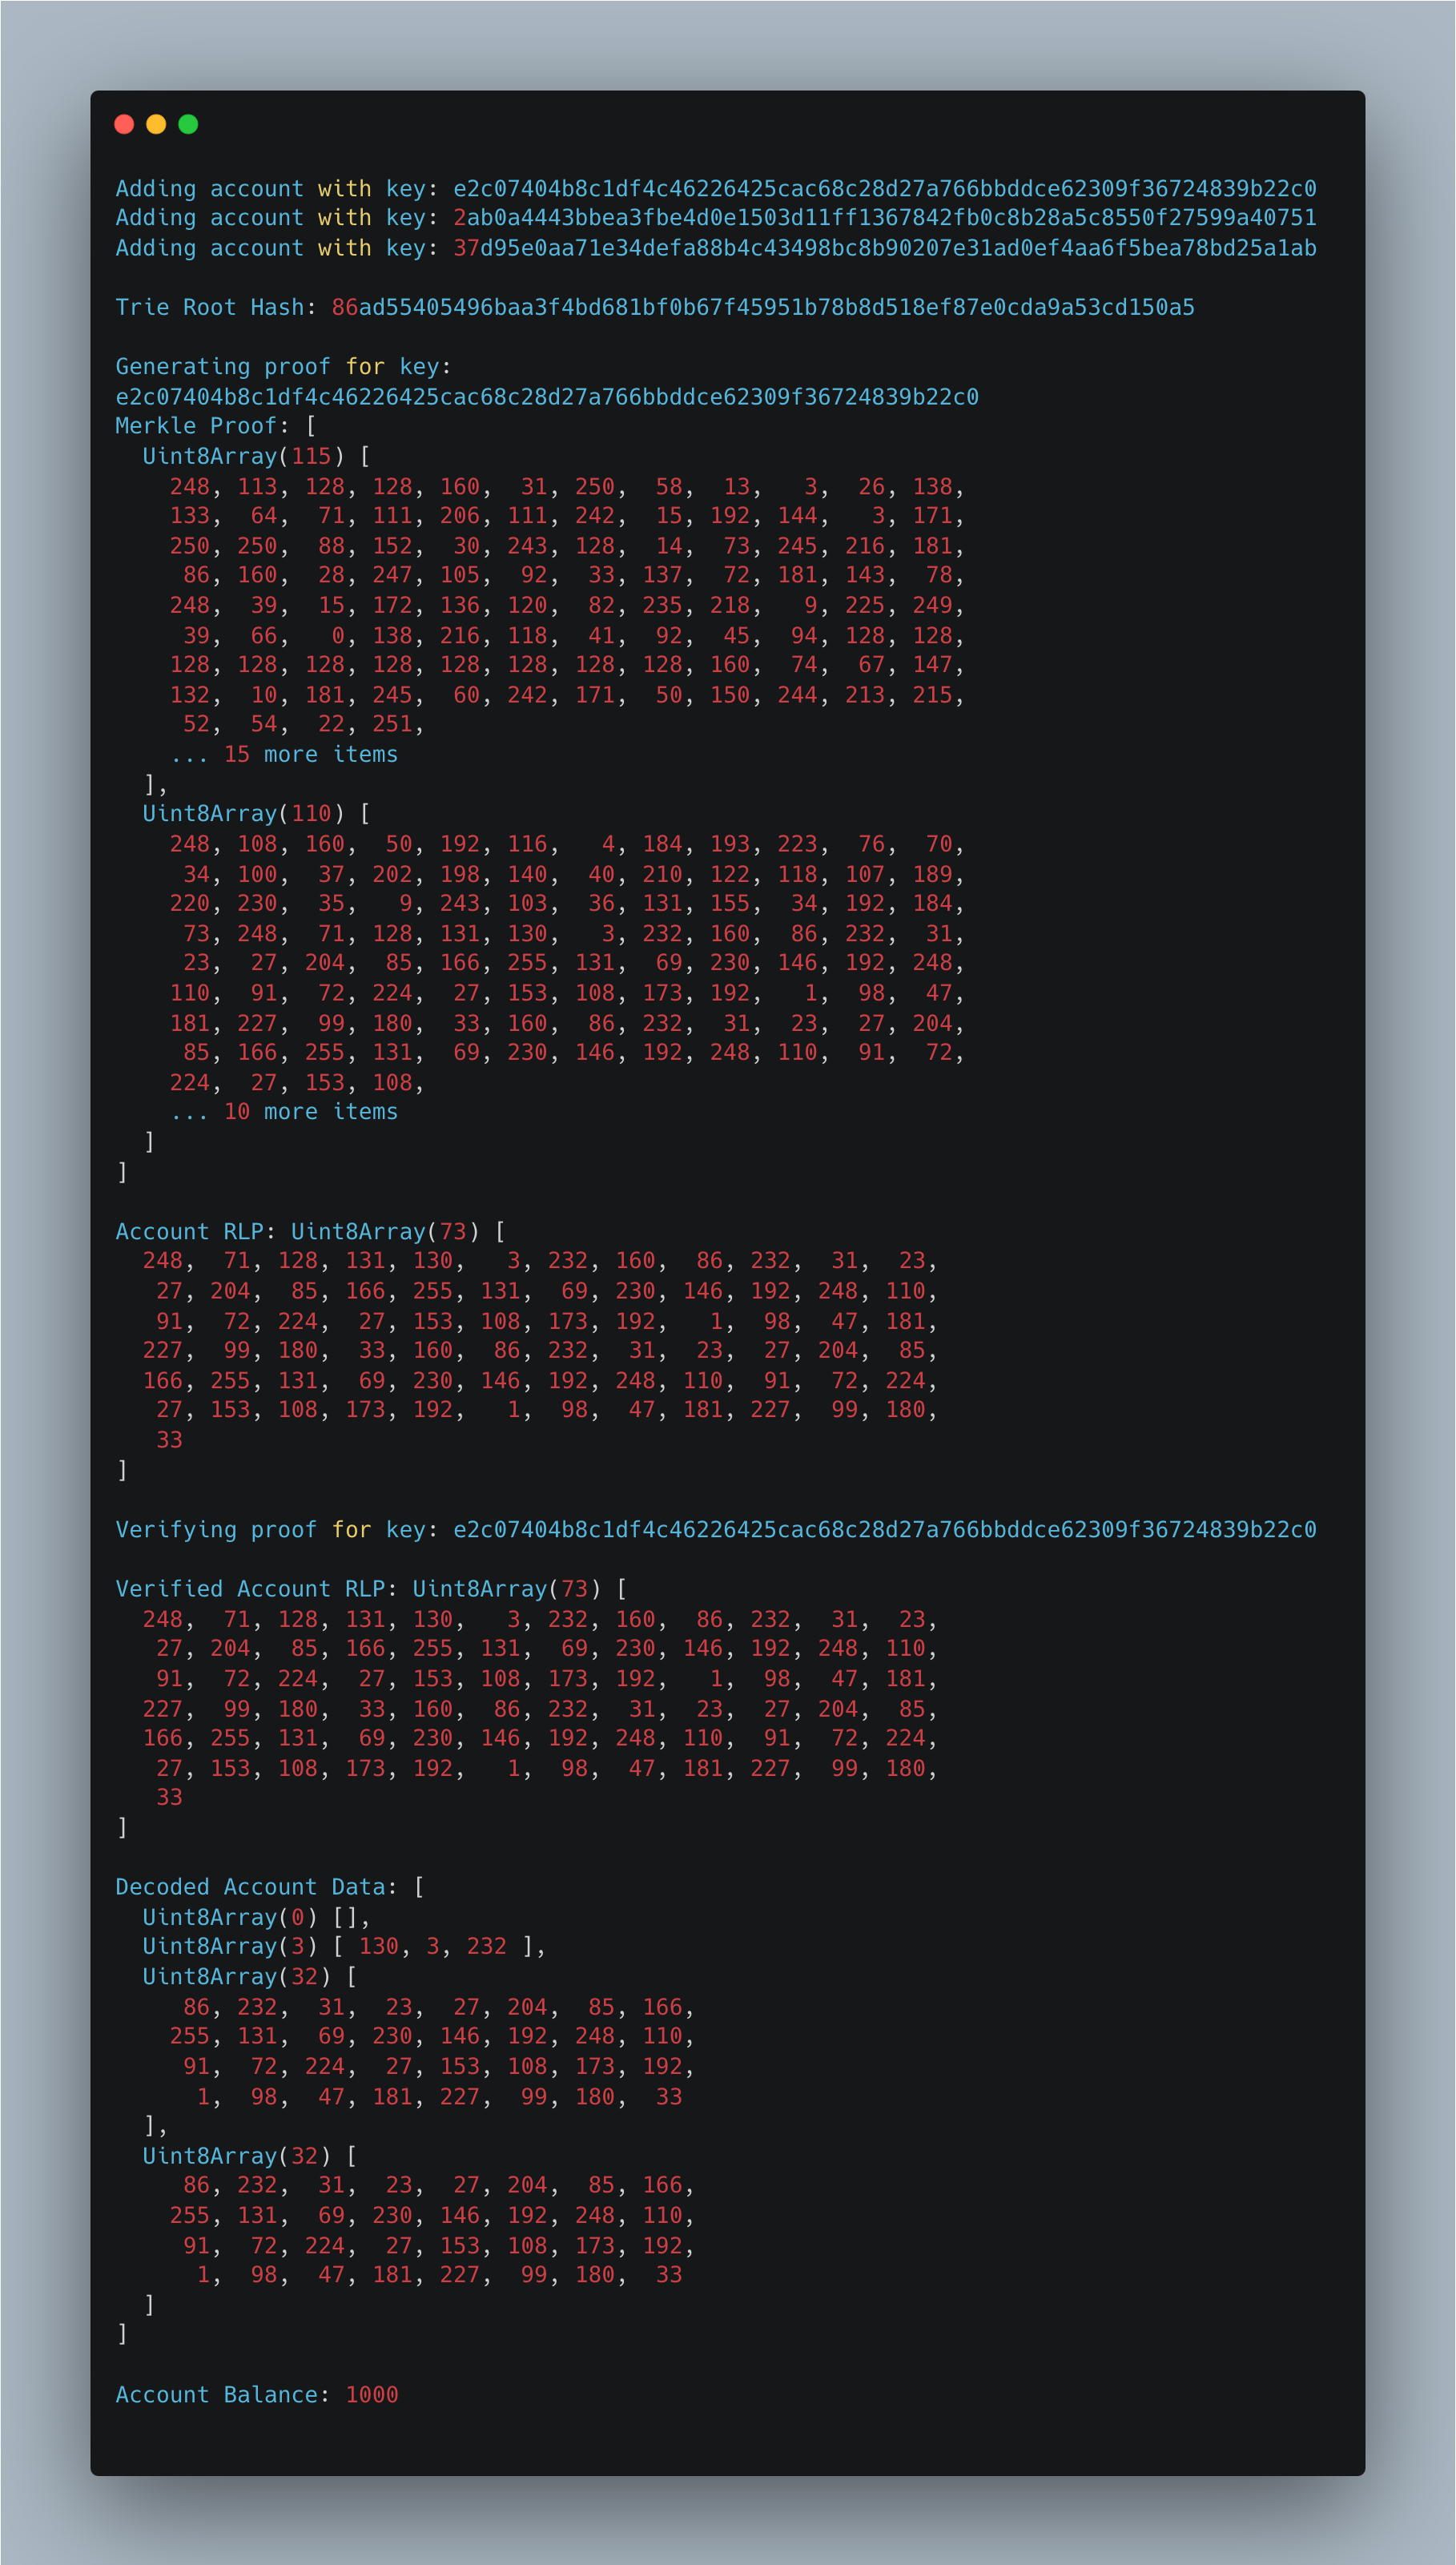 Adding account with key: e2c07404b8c1df4c46226425cac68c28d27a766bbddce62309f36724839b22c0
Adding account with key: 2ab0a4443bbea3fbe4d0e1503d11ff1367842fb0c8b28a5c8550f27599a40751
Adding account with key: 37d95e0aa71e34defa88b4c43498bc8b90207e31ad0ef4aa6f5bea78bd25a1ab
Trie Root Hash: 86ad55405496baa3f4bd681bf0b67f45951b78b8d518ef87e0cda9a53cd150a5
Generating proof for key:
e2c07404b8c1df4c46226425cac68c28d27a766bbddce62309f36724839b22c0
Merkle Proof: [
  Uint8Array(115) [
    248, 113, 128, 128, 160,  31, 250,  58,  13,   3,  26, 138,
    133,  64,  71, 111, 206, 111, 242,  15, 192, 144,   3, 171,
    250, 250,  88, 152,  30, 243, 128,  14,  73, 245, 216, 181,
     86, 160,  28, 247, 105,  92,  33, 137,  72, 181, 143,  78,
    248,  39,  15, 172, 136, 120,  82, 235, 218,   9, 225, 249,
     39,  66,   0, 138, 216, 118,  41,  92,  45,  94, 128, 128,
    128, 128, 128, 128, 128, 128, 128, 128, 160,  74,  67, 147,
    132,  10, 181, 245,  60, 242, 171,  50, 150, 244, 213, 215,
     52,  54,  22, 251,
    ... 15 more items
  ],
  Uint8Array(110) [
    248, 108, 160,  50, 192, 116,   4, 184, 193, 223,  76,  70,
     34, 100,  37, 202, 198, 140,  40, 210, 122, 118, 107, 189,
    220, 230,  35,   9, 243, 103,  36, 131, 155,  34, 192, 184,
     73, 248,  71, 128, 131, 130,   3, 232, 160,  86, 232,  31,
     23,  27, 204,  85, 166, 255, 131,  69, 230, 146, 192, 248,
    110,  91,  72, 224,  27, 153, 108, 173, 192,   1,  98,  47,
    181, 227,  99, 180,  33, 160,  86, 232,  31,  23,  27, 204,
     85, 166, 255, 131,  69, 230, 146, 192, 248, 110,  91,  72,
    224,  27, 153, 108,
    ... 10 more items
  ]
]
Account RLP: Uint8Array(73) [
  248,  71, 128, 131, 130,   3, 232, 160,  86, 232,  31,  23,
   27, 204,  85, 166, 255, 131,  69, 230, 146, 192, 248, 110,
   91,  72, 224,  27, 153, 108, 173, 192,   1,  98,  47, 181,
  227,  99, 180,  33, 160,  86, 232,  31,  23,  27, 204,  85,
  166, 255, 131,  69, 230, 146, 192, 248, 110,  91,  72, 224,
   27, 153, 108, 173, 192,   1,  98,  47, 181, 227,  99, 180,
   33
]
Verifying proof for key: e2c07404b8c1df4c46226425cac68c28d27a766bbddce62309f36724839b22c0
Verified Account RLP: Uint8Array(73) [
  248,  71, 128, 131, 130,   3, 232, 160,  86, 232,  31,  23,
   27, 204,  85, 166, 255, 131,  69, 230, 146, 192, 248, 110,
   91,  72, 224,  27, 153, 108, 173, 192,   1,  98,  47, 181,
  227,  99, 180,  33, 160,  86, 232,  31,  23,  27, 204,  85,
  166, 255, 131,  69, 230, 146, 192, 248, 110,  91,  72, 224,
   27, 153, 108, 173, 192,   1,  98,  47, 181, 227,  99, 180,
   33
]
Decoded Account Data: [
  Uint8Array(0) [],
  Uint8Array(3) [ 130, 3, 232 ],
  Uint8Array(32) [
     86, 232,  31,  23,  27, 204,  85, 166,
    255, 131,  69, 230, 146, 192, 248, 110,
     91,  72, 224,  27, 153, 108, 173, 192,
      1,  98,  47, 181, 227,  99, 180,  33
  ],
  Uint8Array(32) [
     86, 232,  31,  23,  27, 204,  85, 166,
    255, 131,  69, 230, 146, 192, 248, 110,
     91,  72, 224,  27, 153, 108, 173, 192,
      1,  98,  47, 181, 227,  99, 180,  33
  ]
]
Account Balance: 1000